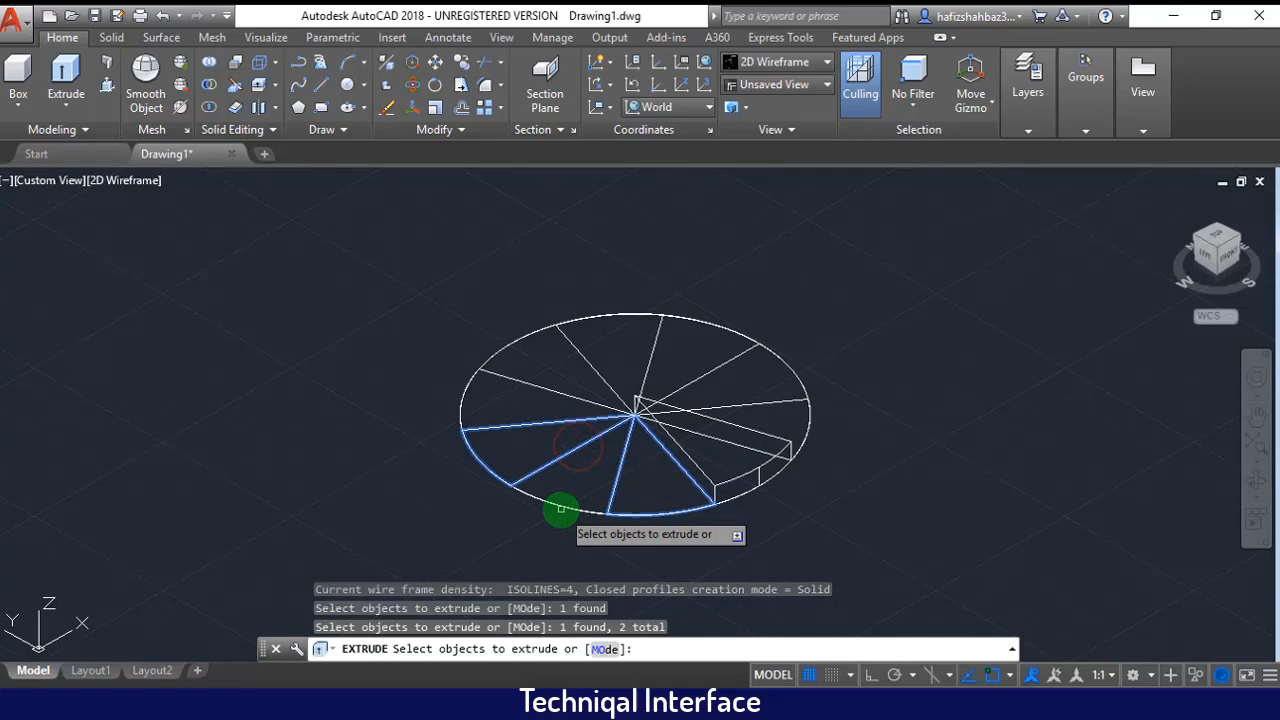 Autodesk AutoCAD 2018 - UNREGISTERED VERSION Drawing1.dwg
Type a keyword or phrase
hafizshahbaz3...
Home Solid Surface Mesh Visualize Parametric Insert Annotate View Manage Output Add-ins A360 Express Tools Featured Apps
2D Wireframe
Unsaved View
World
Box Extrude Smooth Object Section Plane Culling No Filter Move Gizmo Layers Groups View
Modeling Mesh Solid Editing Draw Modify Section Coordinates View Selection
Start Drawing1*
[−][Custom View][2D Wireframe]
TOP
LEFT FRONT
W S
WCS
Select objects to extrude or
Current wire frame density: ISOLINES=4, Closed profiles creation mode = Solid
Select objects to extrude or [MOde]: 1 found
Select objects to extrude or [MOde]: 1 found, 2 total
EXTRUDE Select objects to extrude or [MOde]:
Z
Y X
Model Layout1 Layout2 +
MODEL 1:1
Techniqal Interface